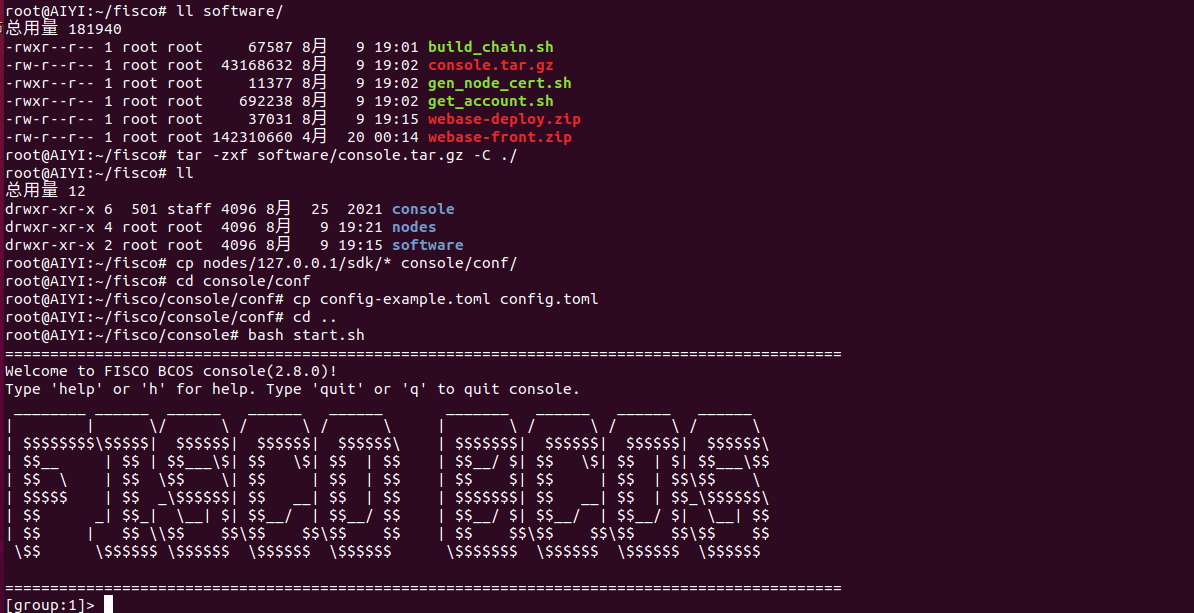 root@AIYI:~/fisco# ll software/
总用量 181940
-rwxr--r-- 1 root root     67587 8月   9 19:01 build_chain.sh
-rw-r--r-- 1 root root  43168632 8月   9 19:02 console.tar.gz
-rwxr--r-- 1 root root     11377 8月   9 19:02 gen_node_cert.sh
-rwxr--r-- 1 root root    692238 8月   9 19:02 get_account.sh
-rw-r--r-- 1 root root     37031 8月   9 19:15 webase-deploy.zip
-rw-r--r-- 1 root root 142310660 4月  20 00:14 webase-front.zip
root@AIYI:~/fisco# tar -zxf software/console.tar.gz -C ./
root@AIYI:~/fisco# ll
总用量 12
drwxr-xr-x 6  501 staff 4096 8月  25  2021 console
drwxr-xr-x 4 root root  4096 8月   9 19:21 nodes
drwxr-xr-x 2 root root  4096 8月   9 19:15 software
root@AIYI:~/fisco# cp nodes/127.0.0.1/sdk/* console/conf/
root@AIYI:~/fisco# cd console/conf
root@AIYI:~/fisco/console/conf# cp config-example.toml config.toml
root@AIYI:~/fisco/console/conf# cd ..
root@AIYI:~/fisco/console# bash start.sh
=============================================================================================
Welcome to FISCO BCOS console(2.8.0)!
Type 'help' or 'h' for help. Type 'quit' or 'q' to quit console.
 ________ ______  ______   ______   ______       _______   ______   ______   ______
|        |      \/      \ /      \ /      \     |       \ /      \ /      \ /      \
| $$$$$$$$\$$$$$|  $$$$$$|  $$$$$$|  $$$$$$\    | $$$$$$$|  $$$$$$|  $$$$$$|  $$$$$$\
| $$__     | $$ | $$___\$| $$   \$| $$  | $$    | $$__/ $| $$   \$| $$  | $| $$___\$$
| $$  \    | $$  \$$    \| $$     | $$  | $$    | $$    $| $$     | $$  | $$\$$    \
| $$$$$    | $$  _\$$$$$$| $$   __| $$  | $$    | $$$$$$$| $$   __| $$  | $$_\$$$$$$\
| $$      _| $$_|  \__| $| $$__/  | $$__/ $$    | $$__/ $| $$__/  | $$__/ $|  \__| $$
| $$     |   $$ \\$$    $$\$$    $$\$$    $$    | $$    $$\$$    $$\$$    $$\$$    $$
 \$$      \$$$$$$ \$$$$$$  \$$$$$$  \$$$$$$      \$$$$$$$  \$$$$$$  \$$$$$$  \$$$$$$
=============================================================================================
[group:1]>